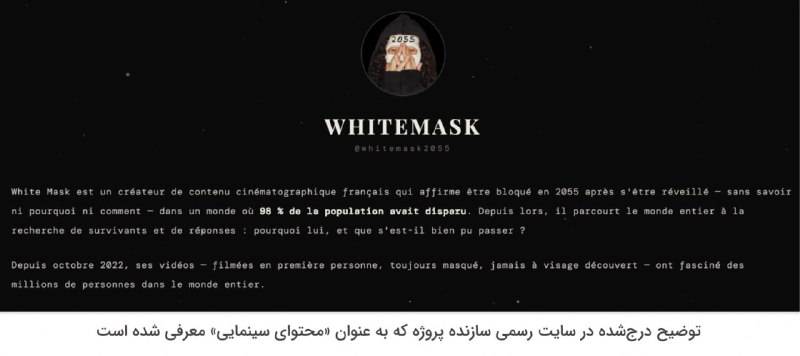 2055
WHITEMASK
@whitemask2055
White Mask est un créateur de contenu cinématographique français qui affirme être bloqué en 2055 après s'être réveillé — sans savoir
ni pourquoi ni comment — dans un monde où 98 % de la population avait disparu. Depuis lors, il parcourt le monde entier à la
recherche de survivants et de réponses : pourquoi lui, et que s'est-il bien pu passer ?
Depuis octobre 2022, ses vidéos — filmées en première personne, toujours masqué, jamais à visage découvert — ont fasciné des
millions de personnes dans le monde entier.
توضیح درج‌شده در سایت رسمی سازنده پروژه که به عنوان «محتوای سینمایی» معرفی شده است